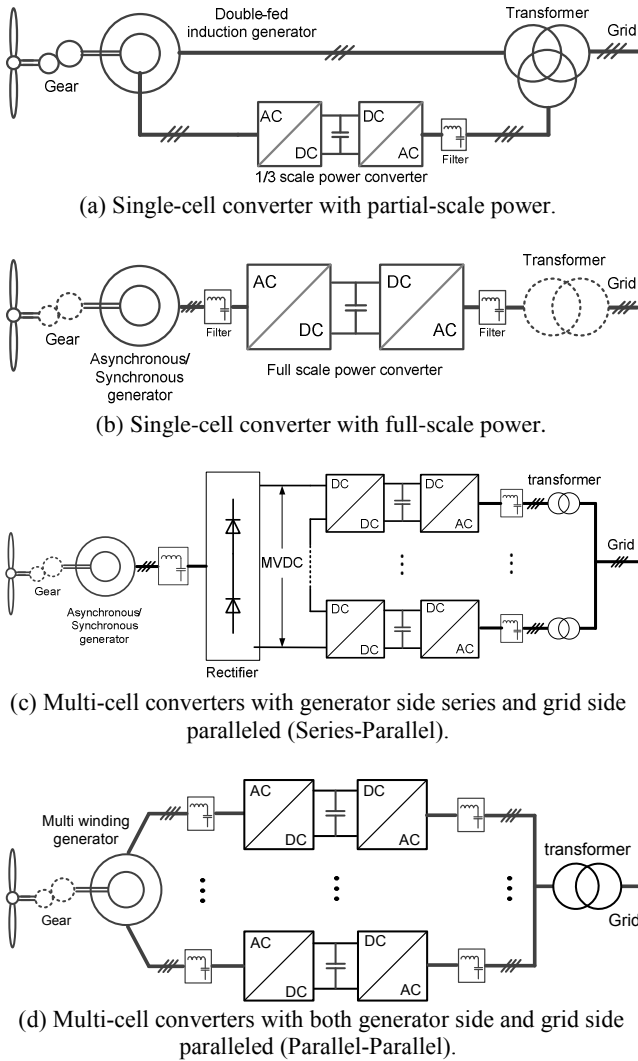 Double-fed
induction generator
Transformer
Grid
Gear
AC
DC
DC
AC
Filter
1/3 scale power converter
(a) Single-cell converter with partial-scale power.
Transformer
Grid
AC
DC
DC
AC
Gear
Filter
Filter
Asynchronous/
Synchronous
generator
Full scale power converter
(b) Single-cell converter with full-scale power.
transformer
DC
DC
DC
AC
Grid
MVDC
Gear
Asynchronous/
Synchronous
generator
DC
DC
DC
AC
Rectifier
(c) Multi-cell converters with generator side series and grid side
paralleled (Series-Parallel).
AC
DC
DC
AC
Multi winding
generator
transformer
Gear
Grid
AC
DC
DC
AC
(d) Multi-cell converters with both generator side and grid side
paralleled (Parallel-Parallel).